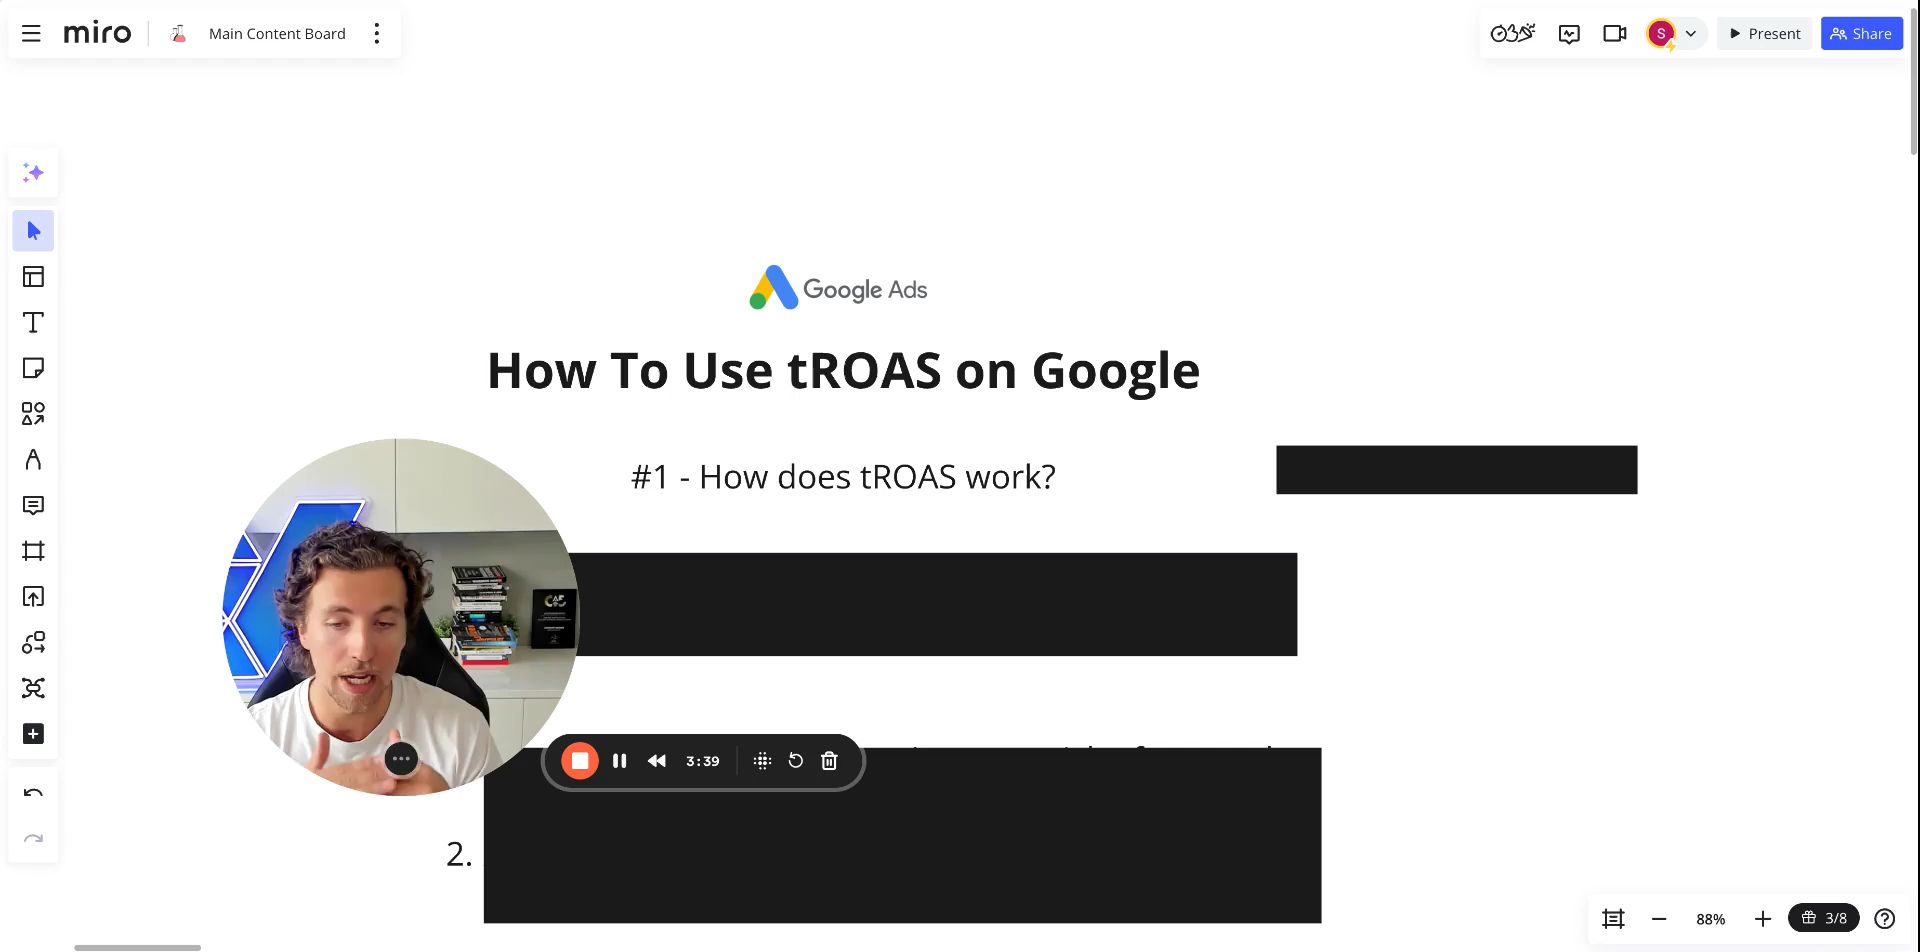 miro
Main Content Board
S
Present
Share
Google Ads
How To Use tROAS on Google
#1 - How does tROAS work?
3:39
2.
88%
3/8